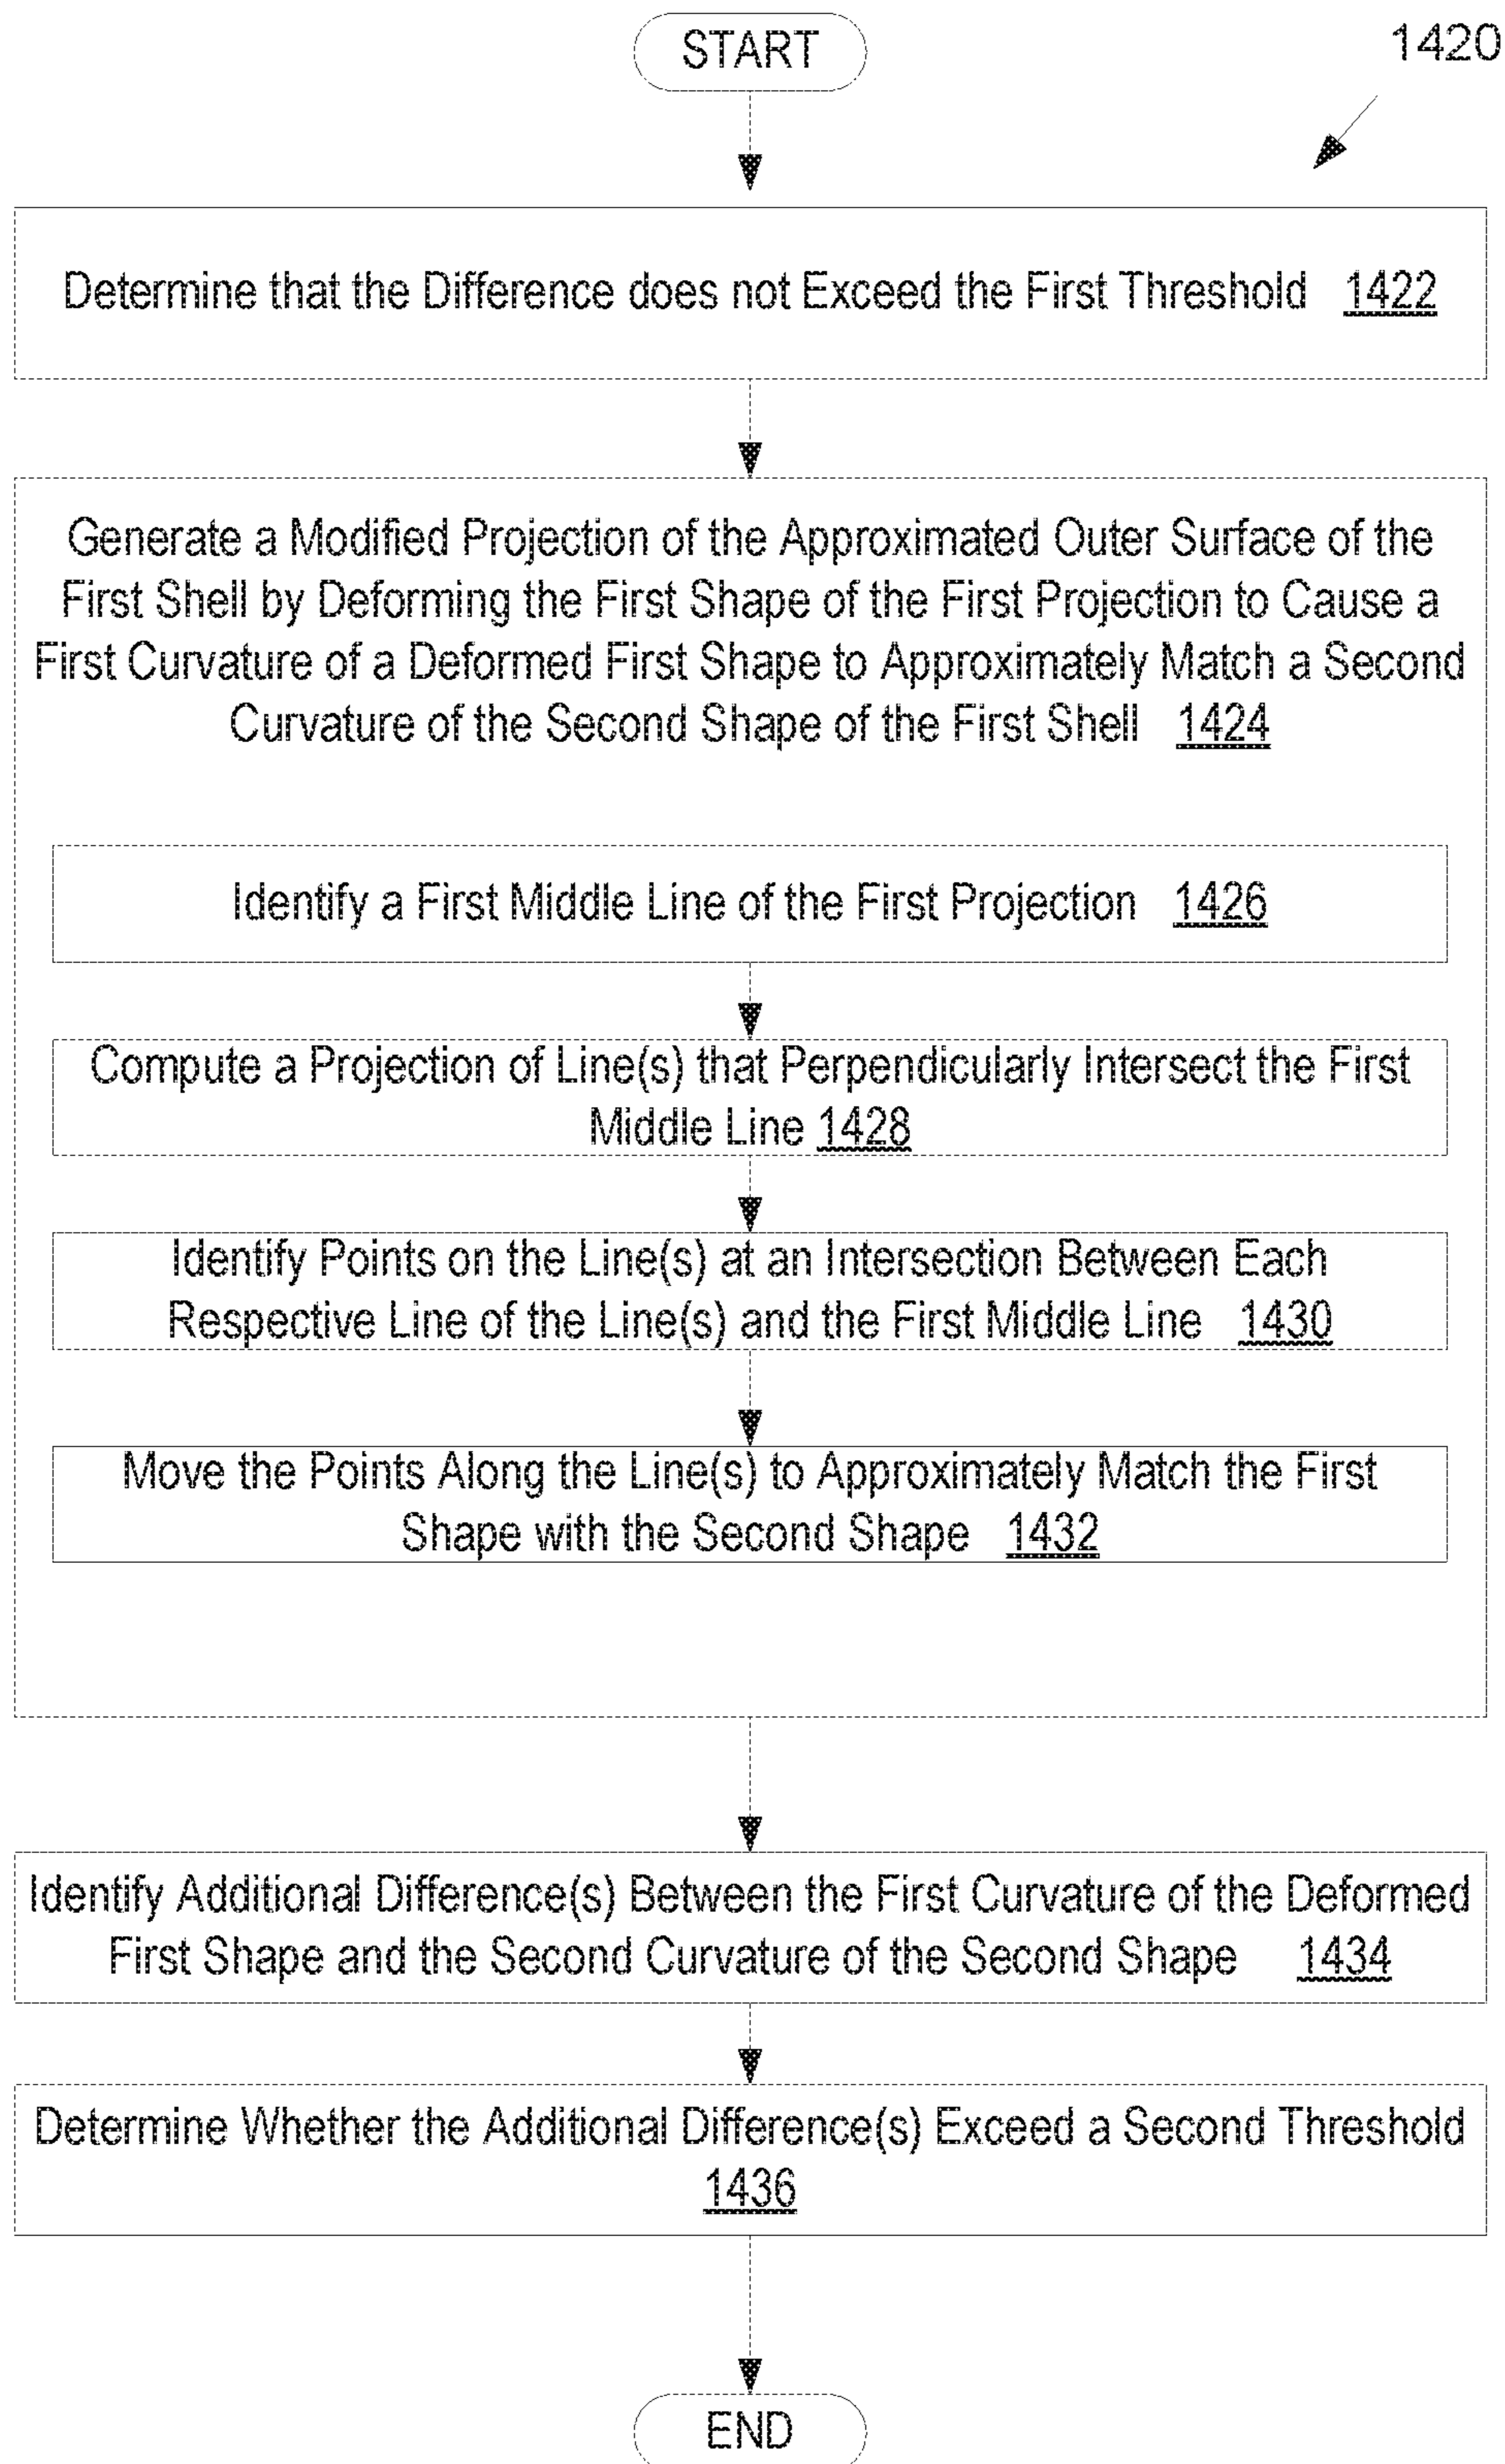 START
1420
Determine that the Difference does not Exceed the First Threshold 1422
Generate a Modified Projection of the Approximated Outer Surface of the
First Shell by Deforming the First Shape of the First Projection to Cause a
First Curvature of a Deformed First Shape to Approximately Match a Second
Curvature of the Second Shape of the First Shell 1424
Identify a First Middle Line of the First Projection 1426
Compute a Projection of Line(s) that Perpendicularly Intersect the First
Middle Line 1428
Identify Points on the Line(s) at an Intersection Between Each
Respective Line of the Line(s) and the First Middle Line 1430
Move the Points Along the Line(s) to Approximately Match the First
Shape with the Second Shape 1432
Identify Additional Difference(s) Between the First Curvature of the Deformed
First Shape and the Second Curvature of the Second Shape 1434
Determine Whether the Additional Difference(s) Exceed a Second Threshold
1436
END